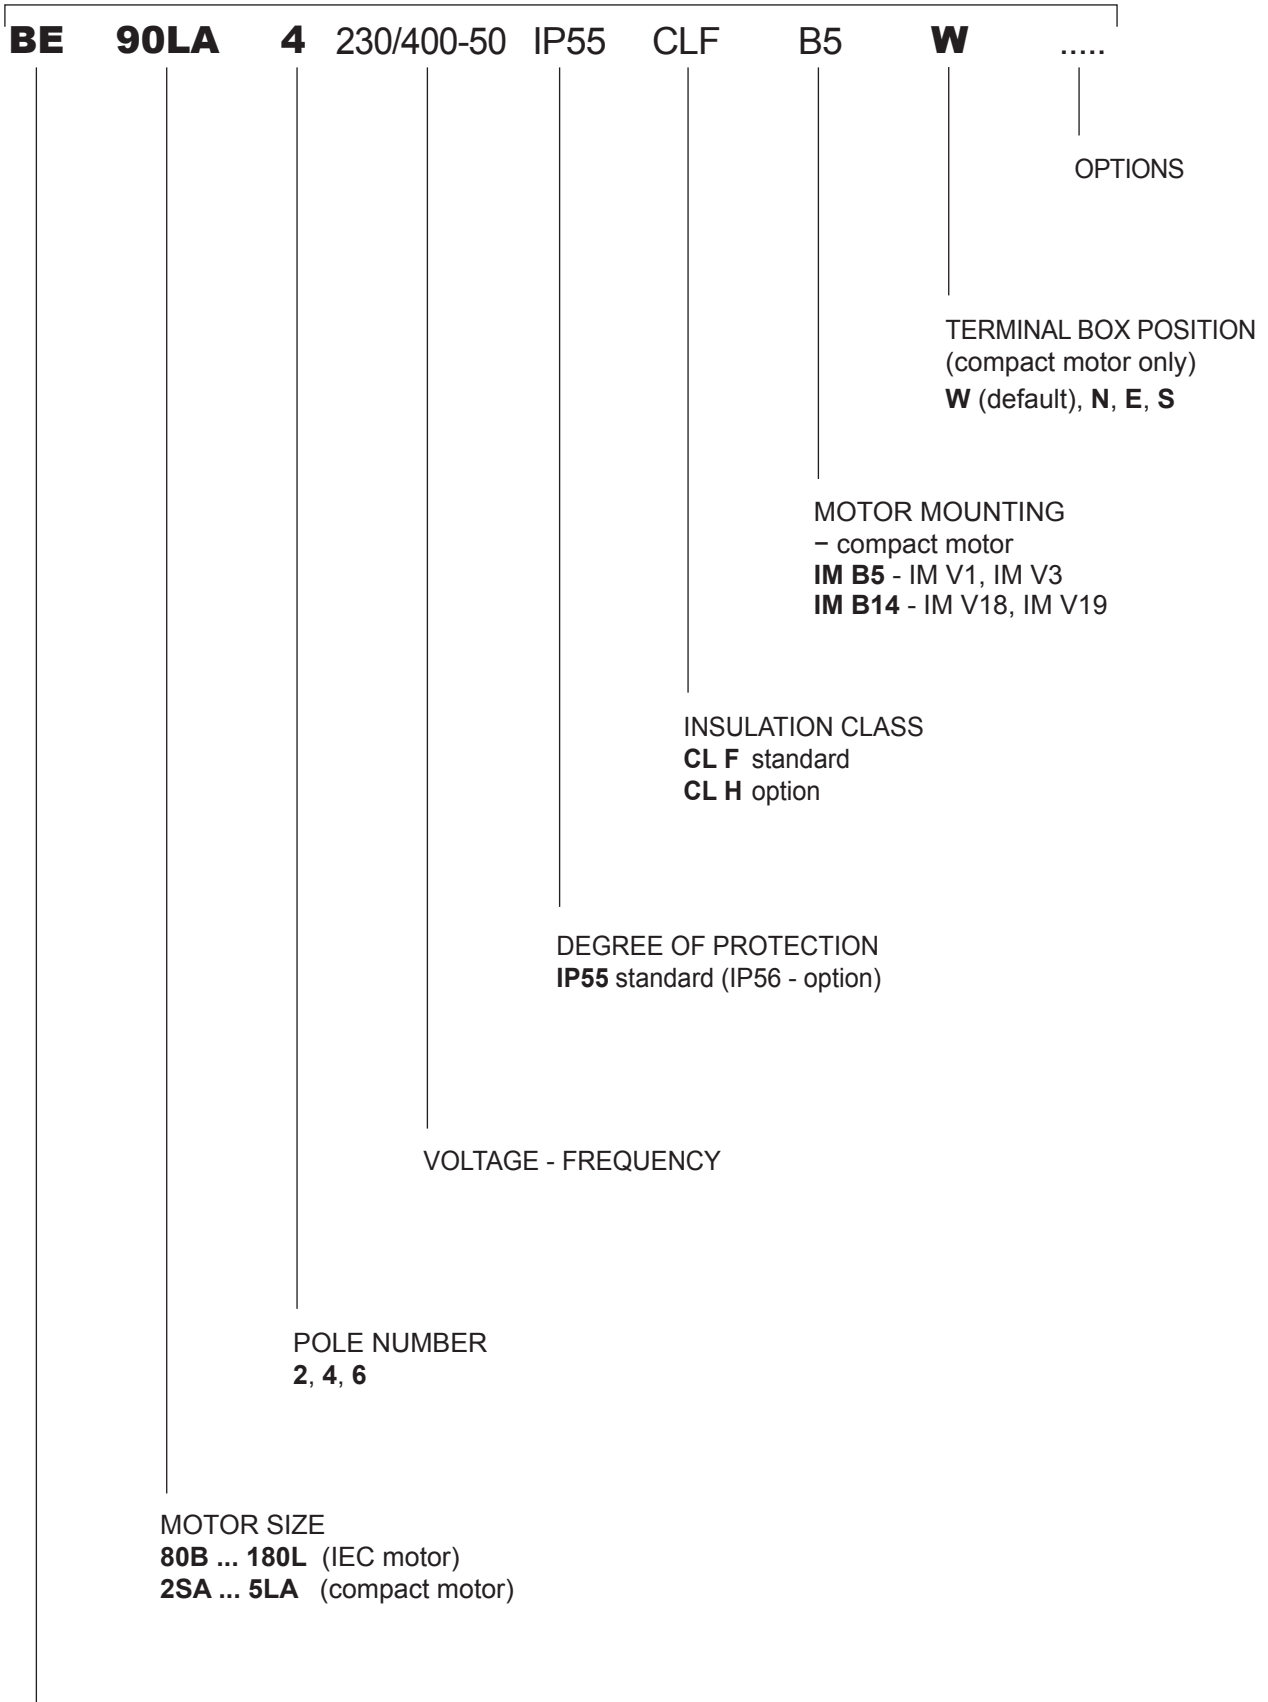 BE 90LA 4 230/400-50 IP55 CLF B5 W .....
OPTIONS
TERMINAL BOX POSITION
(compact motor only)
W (default), N, E, S
MOTOR MOUNTING
− compact motor
IM B5 - IM V1, IM V3
IM B14 - IM V18, IM V19
INSULATION CLASS
CL F standard
CL H option
DEGREE OF PROTECTION
IP55 standard (IP56 - option)
VOLTAGE - FREQUENCY
POLE NUMBER
2, 4, 6
MOTOR SIZE
80B ... 180L (IEC motor)
2SA ... 5LA (compact motor)